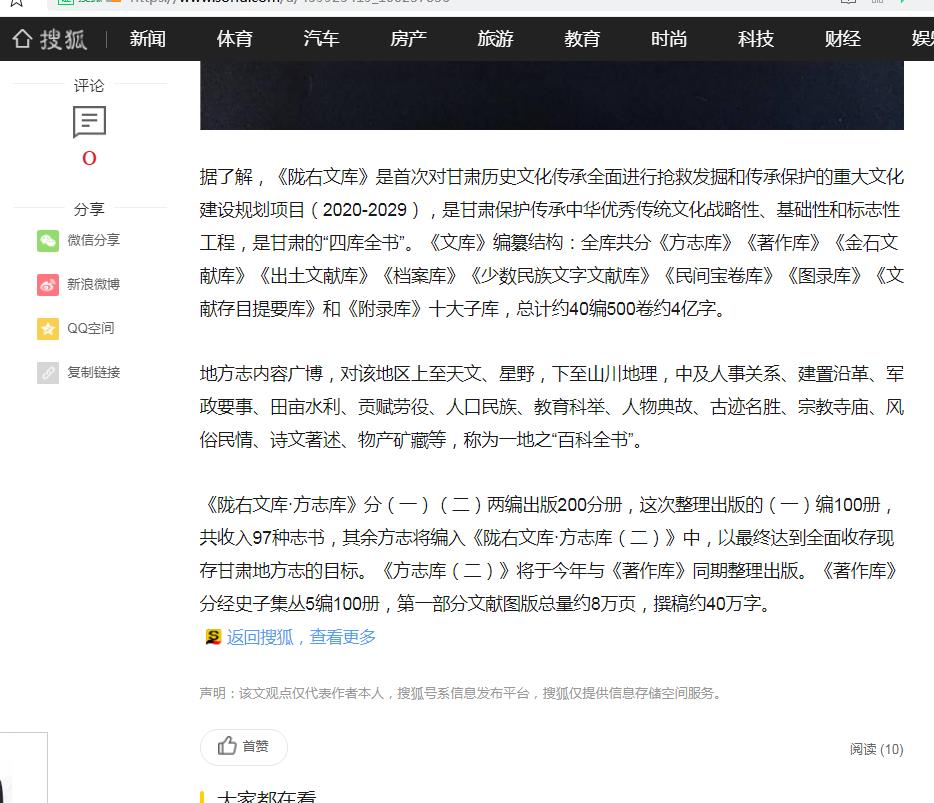 搜狐 新闻 体育 汽车 房产 旅游 教育 时尚 科技 财经
评论
0
分享
微信分享
新浪微博
QQ空间
复制链接
据了解，《陇右文库》是首次对甘肃历史文化传承全面进行抢救发掘和传承保护的重大文化
建设规划项目（2020-2029），是甘肃保护传承中华优秀传统文化战略性、基础性和标志性
工程，是甘肃的“四库全书”。《文库》编纂结构：全库共分《方志库》《著作库》《金石文
献库》《出土文献库》《档案库》《少数民族文字文献库》《民间宝卷库》《图录库》《文
献存目提要库》和《附录库》十大子库，总计约40编500卷约4亿字。
地方志内容广博，对该地区上至天文、星野，下至山川地理，中及人事关系、建置沿革、军
政要事、田亩水利、贡赋劳役、人口民族、教育科举、人物典故、古迹名胜、宗教寺庙、风
俗民情、诗文著述、物产矿藏等，称为一地之“百科全书”。
《陇右文库·方志库》分（一）（二）两编出版200分册，这次整理出版的（一）编100册，
共收入97种志书，其余方志将编入《陇右文库·方志库（二）》中，以最终达到全面收存现
存甘肃地方志的目标。《方志库（二）》将于今年与《著作库》同期整理出版。《著作库》
分经史子集丛5编100册，第一部分文献图版总量约8万页，撰稿约40万字。
返回搜狐，查看更多
声明：该文观点仅代表作者本人，搜狐号系信息发布平台，搜狐仅提供信息存储空间服务。
首赞
阅读 (10)
大家都在看